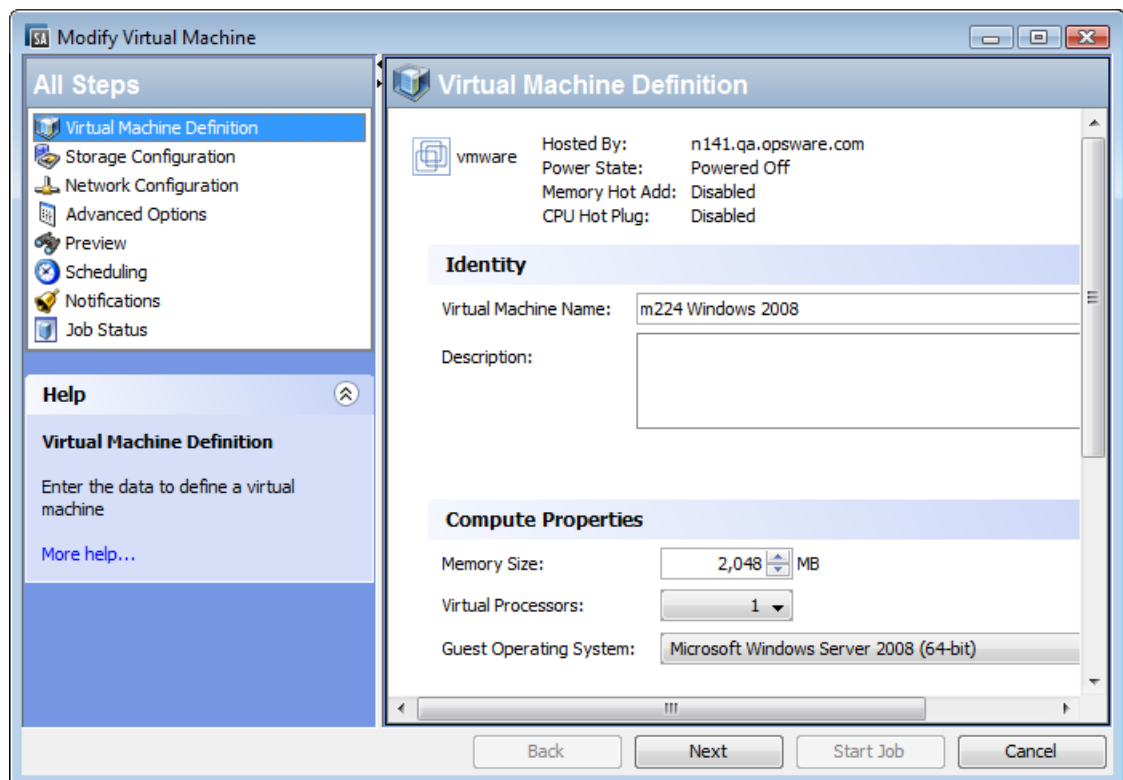 SA Modify Virtual Machine
All Steps
Virtual Machine Definition
Storage Configuration
Network Configuration
Advanced Options
Preview
Scheduling
Notifications
Job Status
Help
Virtual Machine Definition
Enter the data to define a virtual
machine
More help...
Virtual Machine Definition
vmware
Hosted By: n141.qa.opsware.com
Power State: Powered Off
Memory Hot Add: Disabled
CPU Hot Plug: Disabled
Identity
Virtual Machine Name: m224 Windows 2008
Description:
Compute Properties
Memory Size: 2,048 MB
Virtual Processors: 1
Guest Operating System: Microsoft Windows Server 2008 (64-bit)
Back Next Start Job Cancel